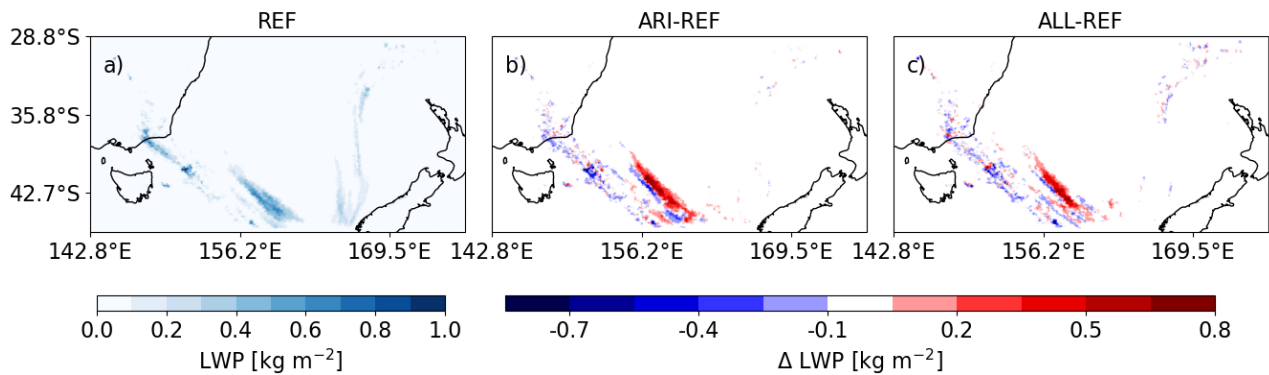 REF ARI-REF ALL-REF
28.8°S a) b) c)
35.8°S
42.7°S
142.8°E 156.2°E 169.5°E 142.8°E 156.2°E 169.5°E 142.8°E 156.2°E 169.5°E
0.0 0.2 0.4 0.6 0.8 1.0 -0.7 -0.4 -0.1 0.2 0.5 0.8
LWP [kg m⁻²] Δ LWP [kg m⁻²]